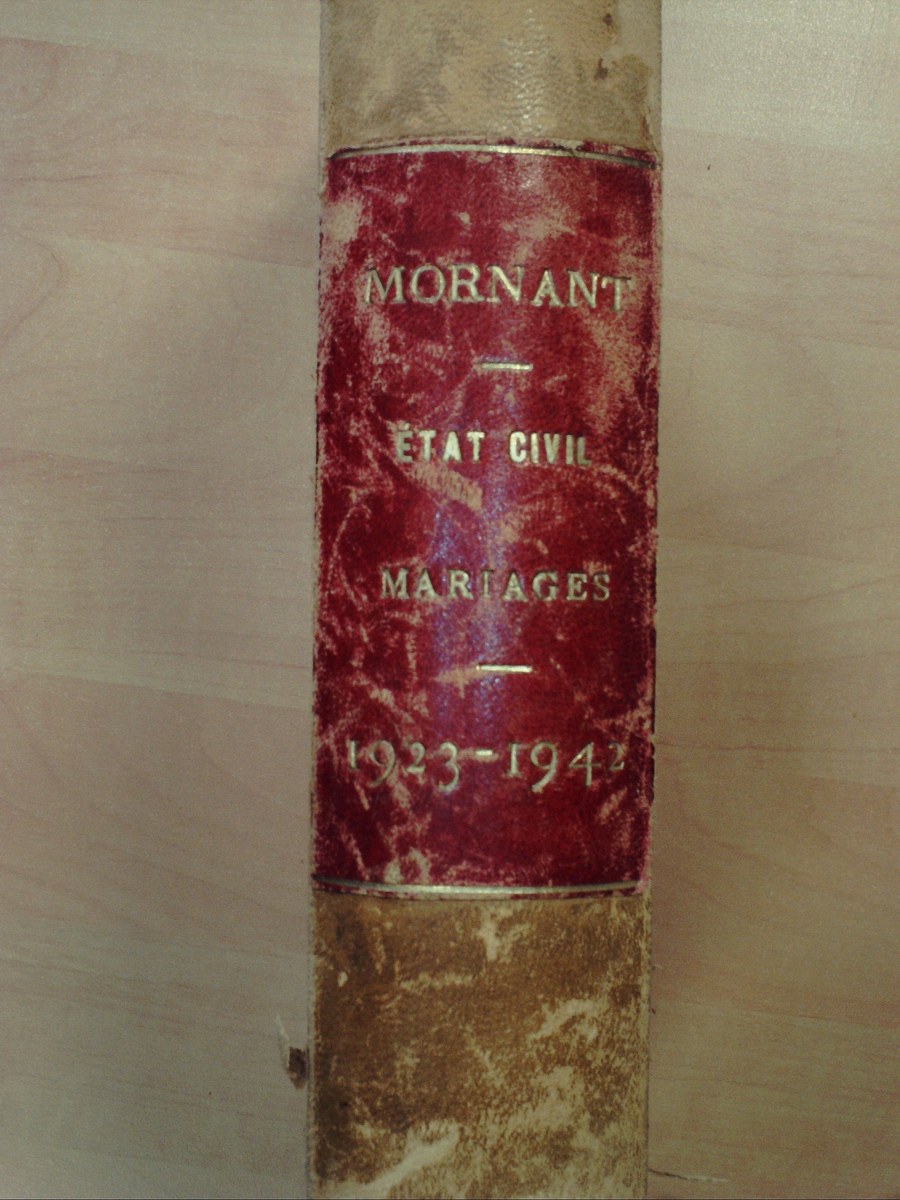 MORNANT
ÉTAT CIVIL
MARIAGES
1923-1942